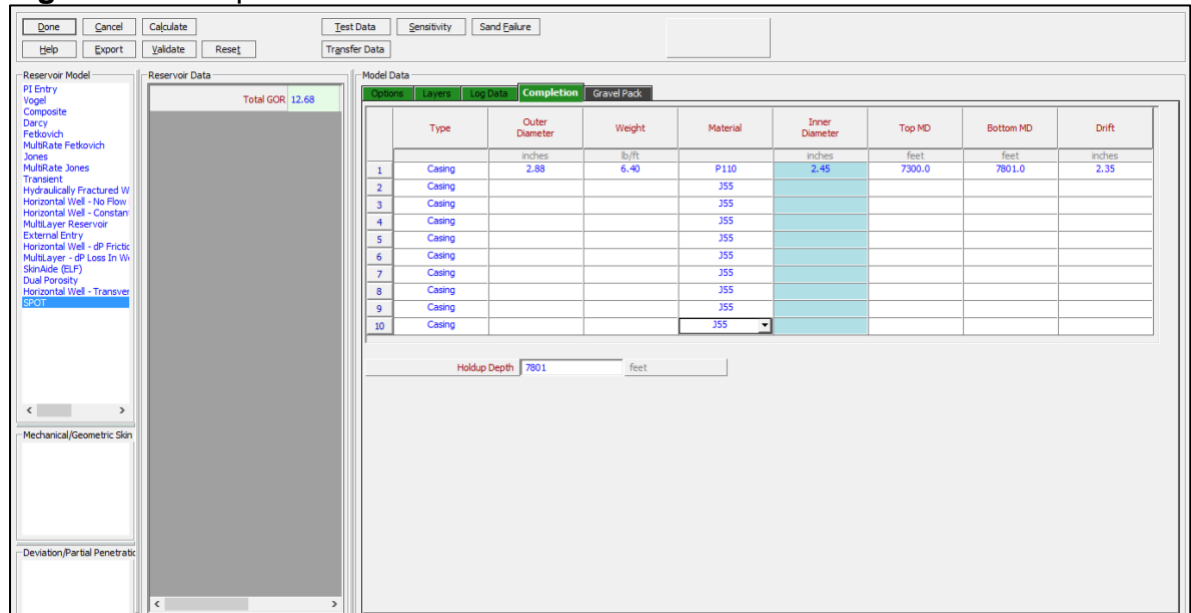 Done Cancel Calculate Test Data Sensitivity Sand Failure
Help Export Validate Reset Transfer Data
Reservoir Model
PI Entry
Vogel
Composite
Darcy
Fetkovich
MultiRate Fetkovich
Jones
MultiRate Jones
Transient
Hydraulically Fractured W
Horizontal Well - No Flow
Horizontal Well - Constan
MultiLayer Reservoir
External Entry
Horizontal Well - dP Frictic
MultiLayer - dP Loss In W
SkinAide (ELF)
Dual Porosity
Horizontal Well - Transver
SPOT
Mechanical/Geometric Skin
Deviation/Partial Penetratic
Reservoir Data
Total GOR 12.68
Model Data
Options Layers Log Data Completion Gravel Pack
Type Outer Diameter Weight Material Inner Diameter Top MD Bottom MD Drift
inches lb/ft inches feet feet inches
1 Casing 2.88 6.40 P110 2.45 7300.0 7801.0 2.35
2 Casing J55
3 Casing J55
4 Casing J55
5 Casing J55
6 Casing J55
7 Casing J55
8 Casing J55
9 Casing J55
10 Casing J55
Holdup Depth 7801 feet